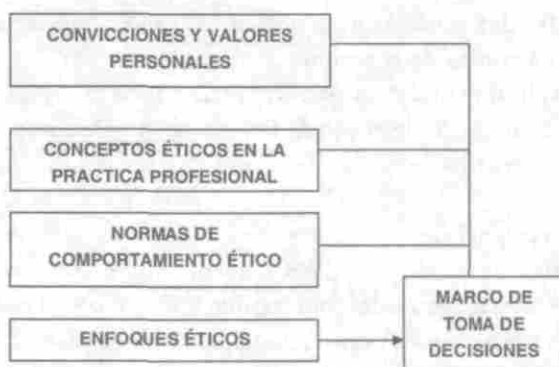 CONVICCIONES Y VALORES
PERSONALES
CONCEPTOS ÉTICOS EN LA
PRACTICA PROFESIONAL
NORMAS DE
COMPORTAMIENTO ÉTICO
ENFOQUES ÉTICOS
MARCO DE
TOMA DE
DECISIONES